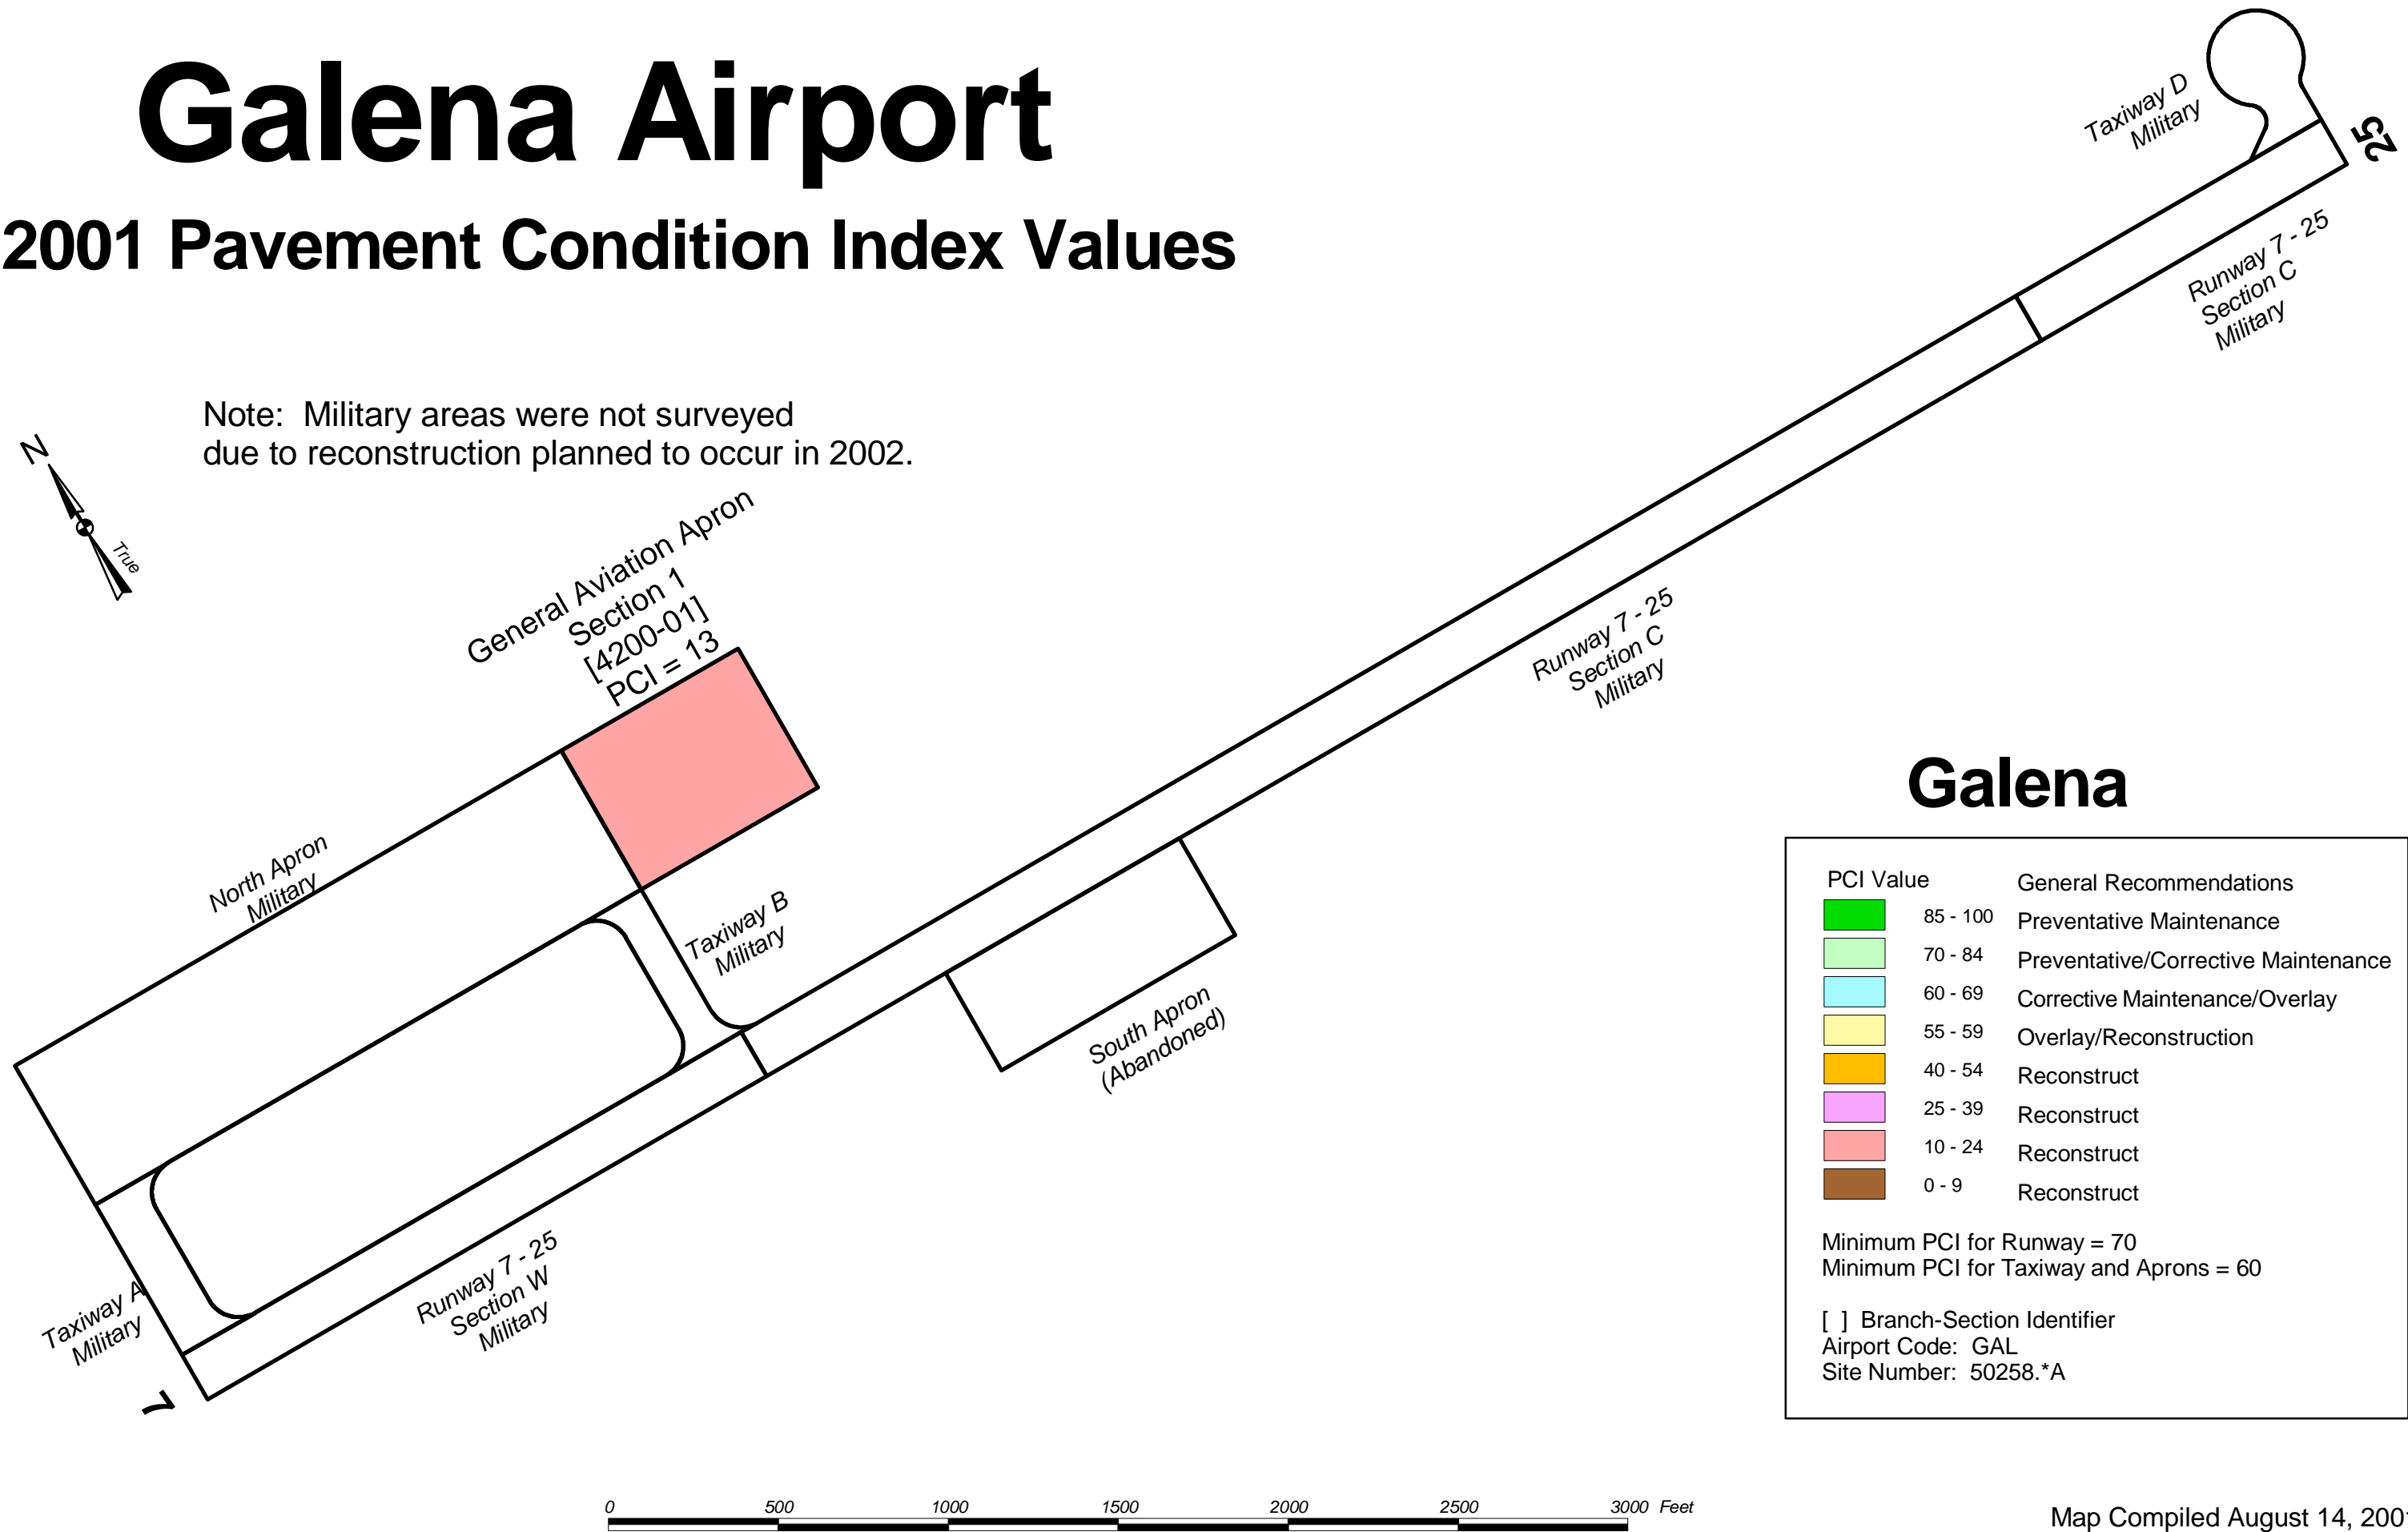 Galena Airport
2001 Pavement Condition Index Values
Note: Military areas were not surveyed
due to reconstruction planned to occur in 2002.
N
True
Taxiway D
Military
25
Runway 7 - 25
Section C
Military
General Aviation Apron
Section 1
[4200-01]
PCI = 13
Runway 7 - 25
Section C
Military
North Apron
Military
Taxiway B
Military
South Apron
(Abandoned)
Runway 7 - 25
Section W
Military
Taxiway A
Military
7
Galena
PCI Value General Recommendations
85 - 100 Preventative Maintenance
70 - 84 Preventative/Corrective Maintenance
60 - 69 Corrective Maintenance/Overlay
55 - 59 Overlay/Reconstruction
40 - 54 Reconstruct
25 - 39 Reconstruct
10 - 24 Reconstruct
0 - 9 Reconstruct
Minimum PCI for Runway = 70
Minimum PCI for Taxiway and Aprons = 60
[ ] Branch-Section Identifier
Airport Code: GAL
Site Number: 50258.*A
0 500 1000 1500 2000 2500 3000 Feet
Map Compiled August 14, 200